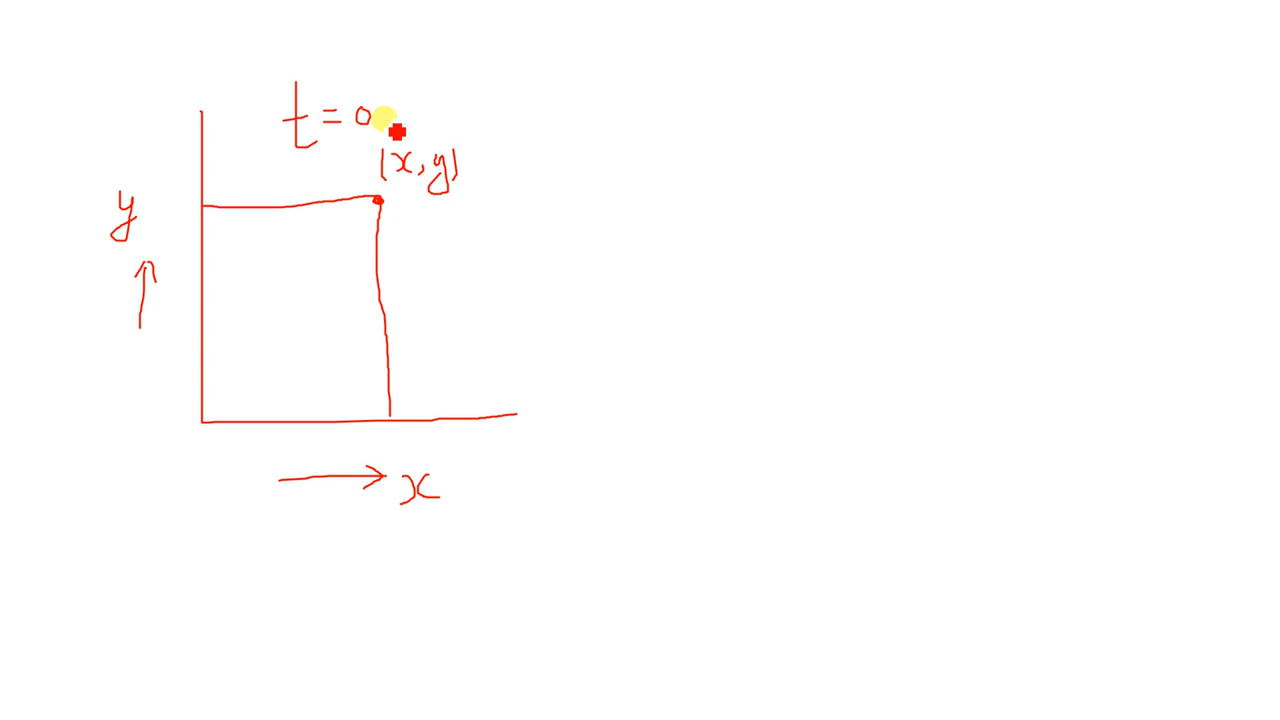 t = 0
(x, y)
y
x